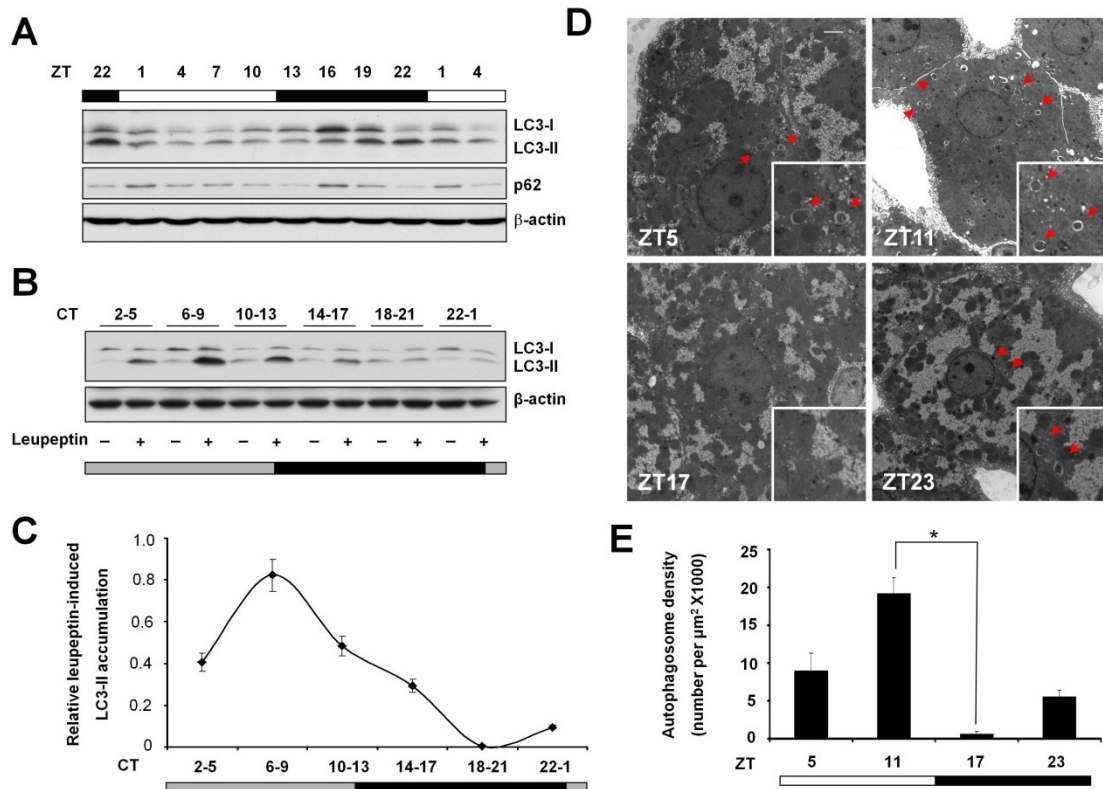 A
ZT 22 1 4 7 10 13 16 19 22 1 4
LC3-I
LC3-II
p62
β-actin
B
CT 2-5 6-9 10-13 14-17 18-21 22-1
LC3-I
LC3-II
β-actin
Leupeptin – + – + – + – + – + – +
C
Relative leupeptin-induced
LC3-II accumulation
1.0
0.8
0.6
0.4
0.2
0
CT 2-5 6-9 10-13 14-17 18-21 22-1
D
ZT5
ZT11
ZT17
ZT23
E
Autophagosome density
(number per μm² X1000)
25
20
15
10
5
0
*
ZT 5 11 17 23